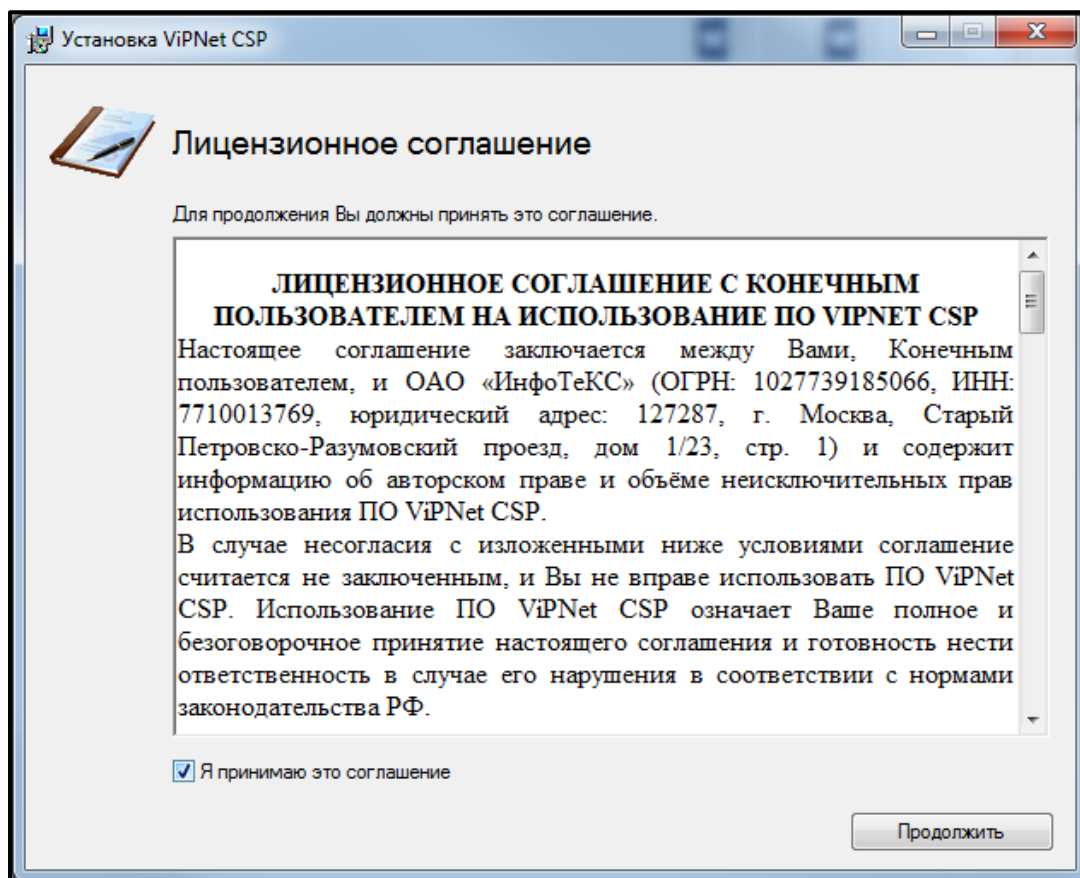 Установка ViPNet CSP
Лицензионное соглашение
Для продолжения Вы должны принять это соглашение.
ЛИЦЕНЗИОННОЕ СОГЛАШЕНИЕ С КОНЕЧНЫМ
ПОЛЬЗОВАТЕЛЕМ НА ИСПОЛЬЗОВАНИЕ ПО VIPNET CSP
Настоящее соглашение заключается между Вами, Конечным
пользователем, и ОАО «ИнфоТеКС» (ОГРН: 1027739185066, ИНН:
7710013769, юридический адрес: 127287, г. Москва, Старый
Петровско-Разумовский проезд, дом 1/23, стр. 1) и содержит
информацию об авторском праве и объёме неисключительных прав
использования ПО ViPNet CSP.
В случае несогласия с изложенными ниже условиями соглашение
считается не заключенным, и Вы не вправе использовать ПО ViPNet
CSP. Использование ПО ViPNet CSP означает Ваше полное и
безоговорочное принятие настоящего соглашения и готовность нести
ответственность в случае его нарушения в соответствии с нормами
законодательства РФ.
Я принимаю это соглашение
Продолжить